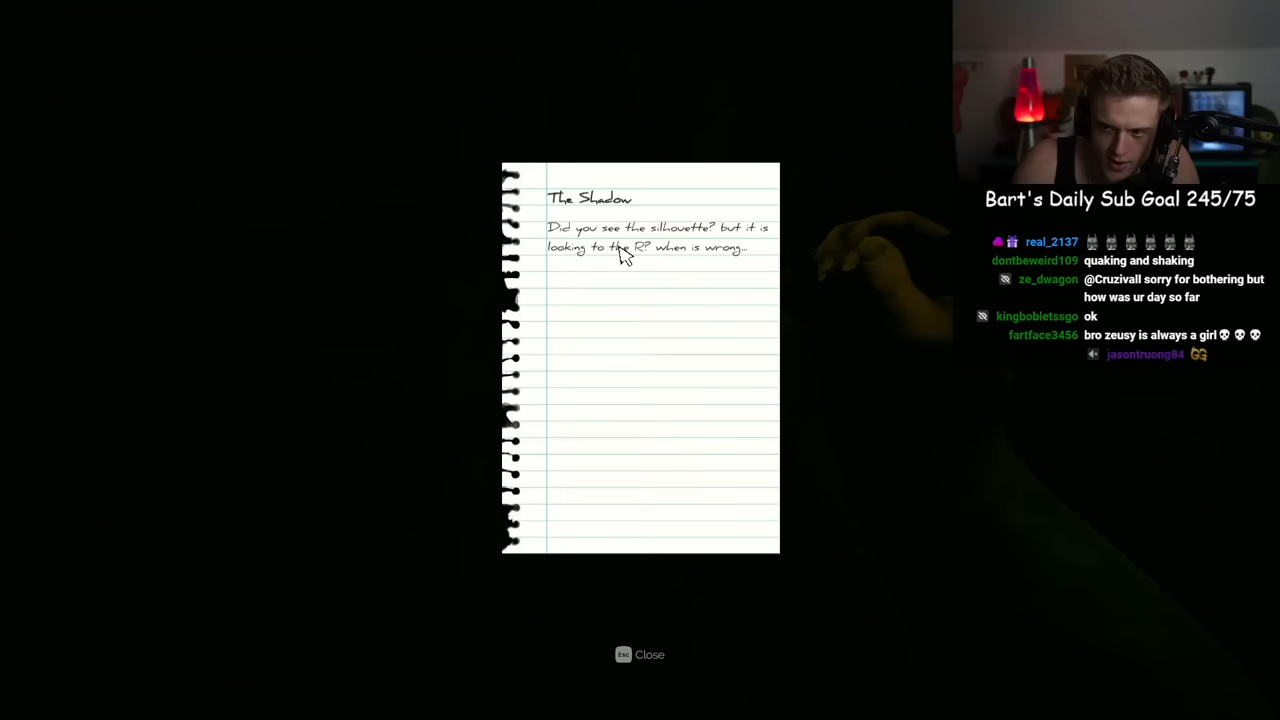 The Shadow
Did you see the silhouette? but it is
looking to the R? when is wrong...
Esc Close
Bart's Daily Sub Goal 245/75
real_2137
dontbeweird109 quaking and shaking
ze_dwagon @Cruzivall sorry for bothering but
how was ur day so far
kingbobletssgo ok
fartface3456 bro zeusy is always a girl💀💀💀
jasontruong84